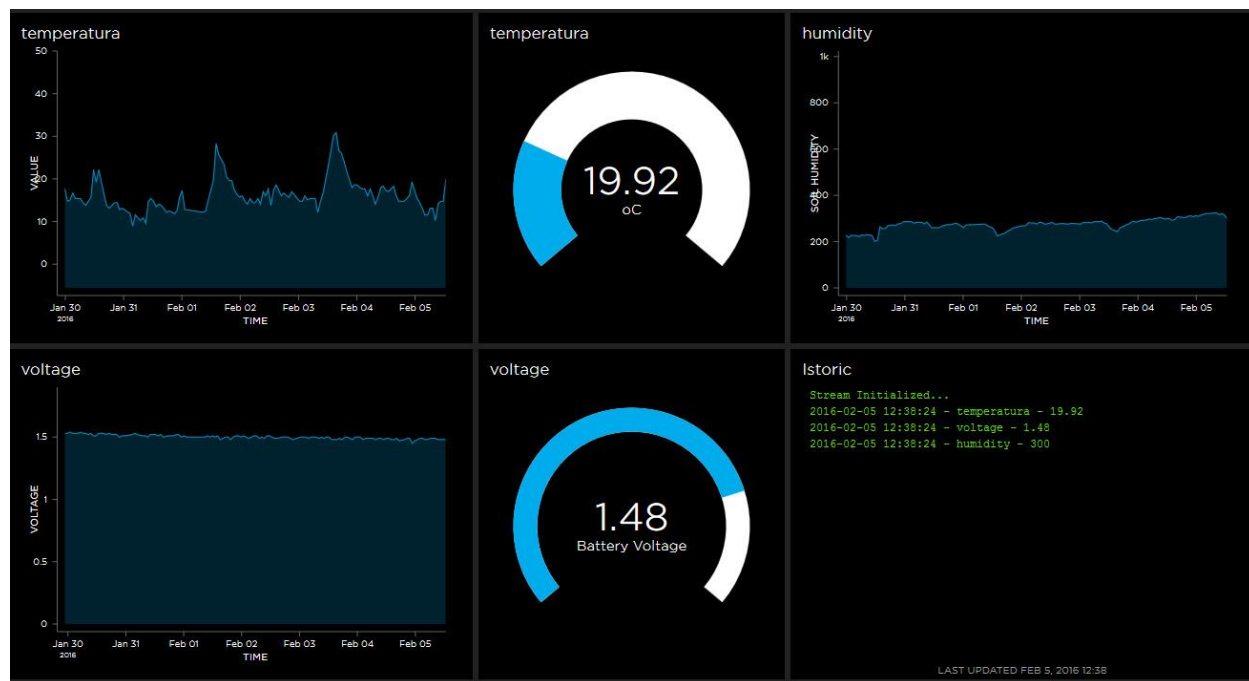 temperatura
50
40
30
20
10
0
VALUE
Jan 30 Jan 31 Feb 01 Feb 02 Feb 03 Feb 04 Feb 05
2016
TIME
temperatura
19.92
oC
humidity
1k
800
600
400
200
0
SOIL HUMIDITY
Jan 30 Jan 31 Feb 01 Feb 02 Feb 03 Feb 04 Feb 05
2016
TIME
voltage
1.5
1
0.5
0
VOLTAGE
Jan 30 Jan 31 Feb 01 Feb 02 Feb 03 Feb 04 Feb 05
2016
TIME
voltage
1.48
Battery Voltage
Istoric
Stream Initialized...
2016-02-05 12:38:24 - temperatura - 19.92
2016-02-05 12:38:24 - voltage - 1.48
2016-02-05 12:38:24 - humidity - 300
LAST UPDATED FEB 5, 2016 12:38